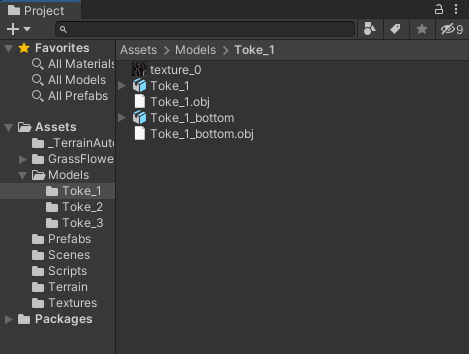 Project
9
Favorites
All Materials
All Models
All Prefabs
Assets
_TerrainAut
GrassFlowe
Models
Toke_1
Toke_2
Toke_3
Prefabs
Scenes
Scripts
Terrain
Textures
Packages
Assets > Models > Toke_1
texture_0
Toke_1
Toke_1.obj
Toke_1_bottom
Toke_1_bottom.obj